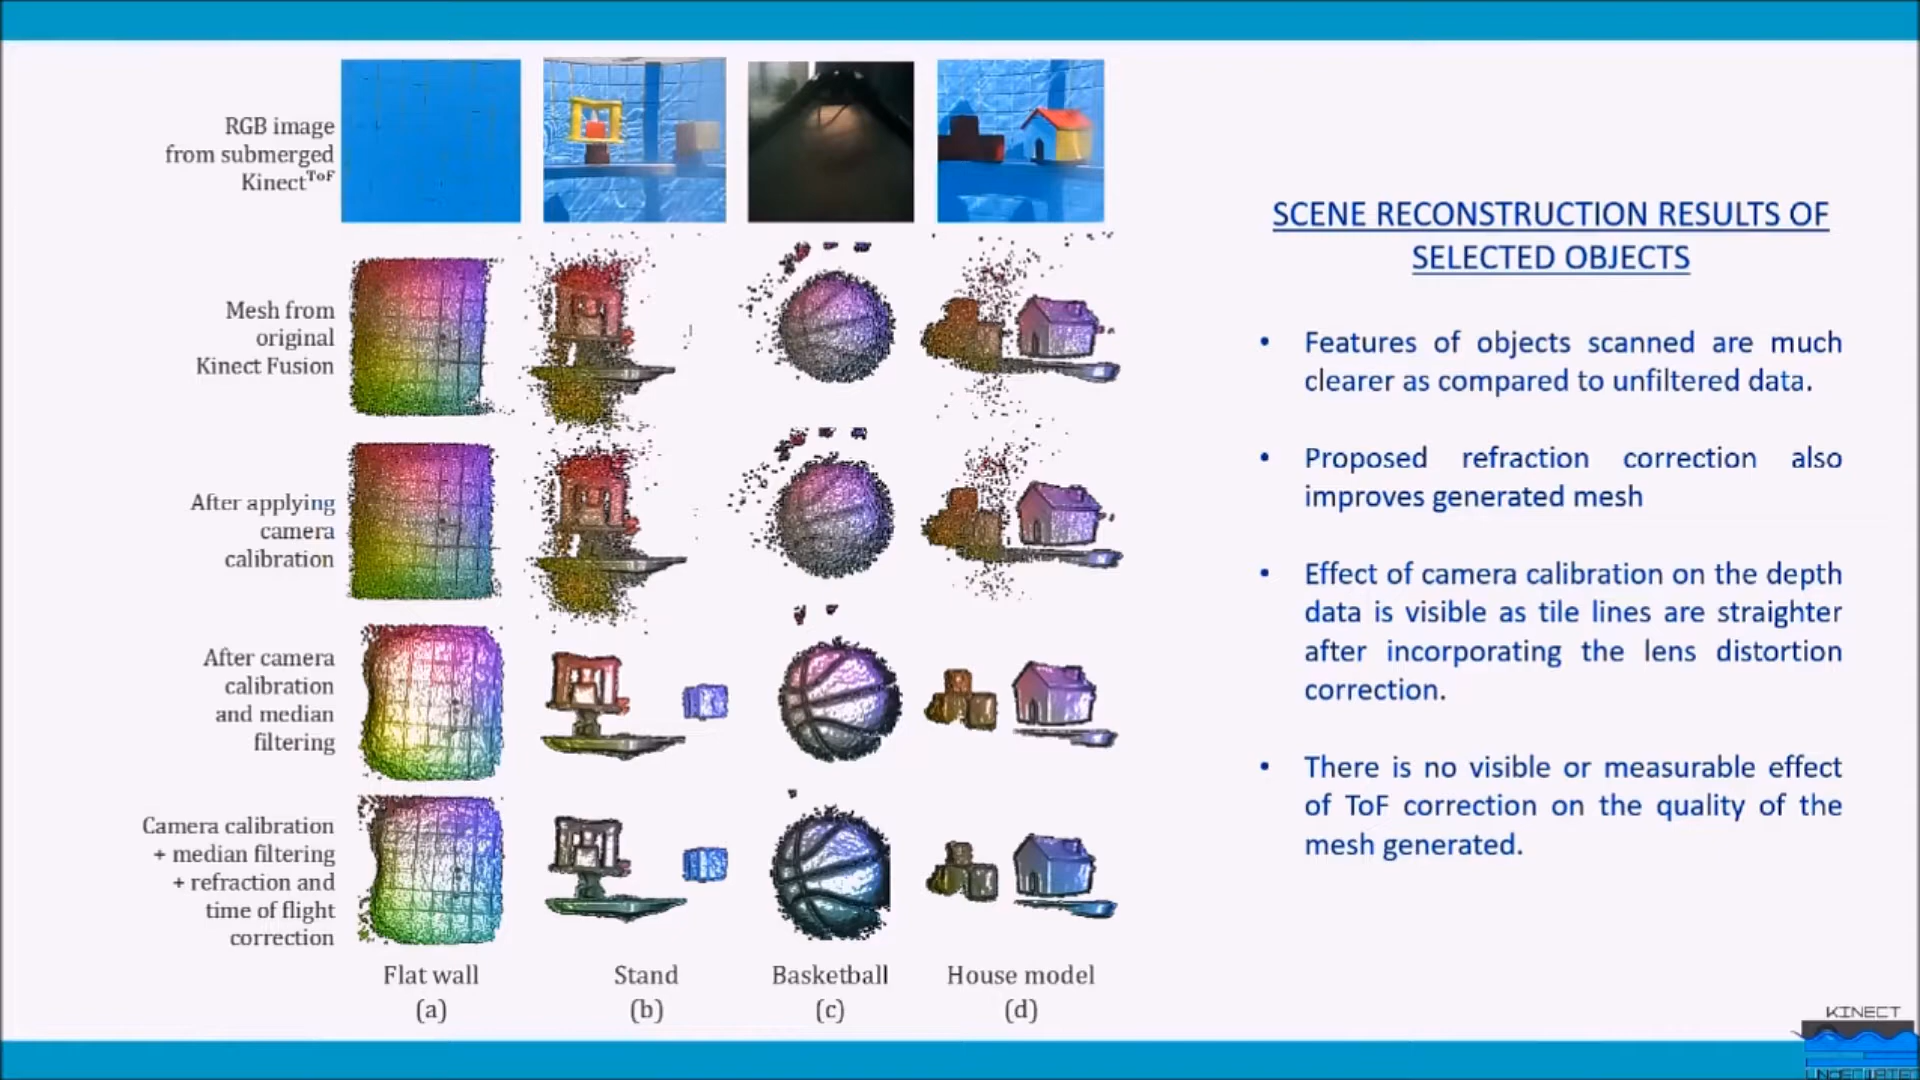 RGB image
from submerged
Kinect^ToF
Mesh from
original
Kinect Fusion
After applying
camera
calibration
After camera
calibration
and median
filtering
Camera calibration
+ median filtering
+ refraction and
time of flight
correction
Flat wall
(a)
Stand
(b)
Basketball
(c)
House model
(d)
SCENE RECONSTRUCTION RESULTS OF
SELECTED OBJECTS
• Features of objects scanned are much
clearer as compared to unfiltered data.
• Proposed refraction correction also
improves generated mesh
• Effect of camera calibration on the depth
data is visible as tile lines are straighter
after incorporating the lens distortion
correction.
• There is no visible or measurable effect
of ToF correction on the quality of the
mesh generated.
KINECT